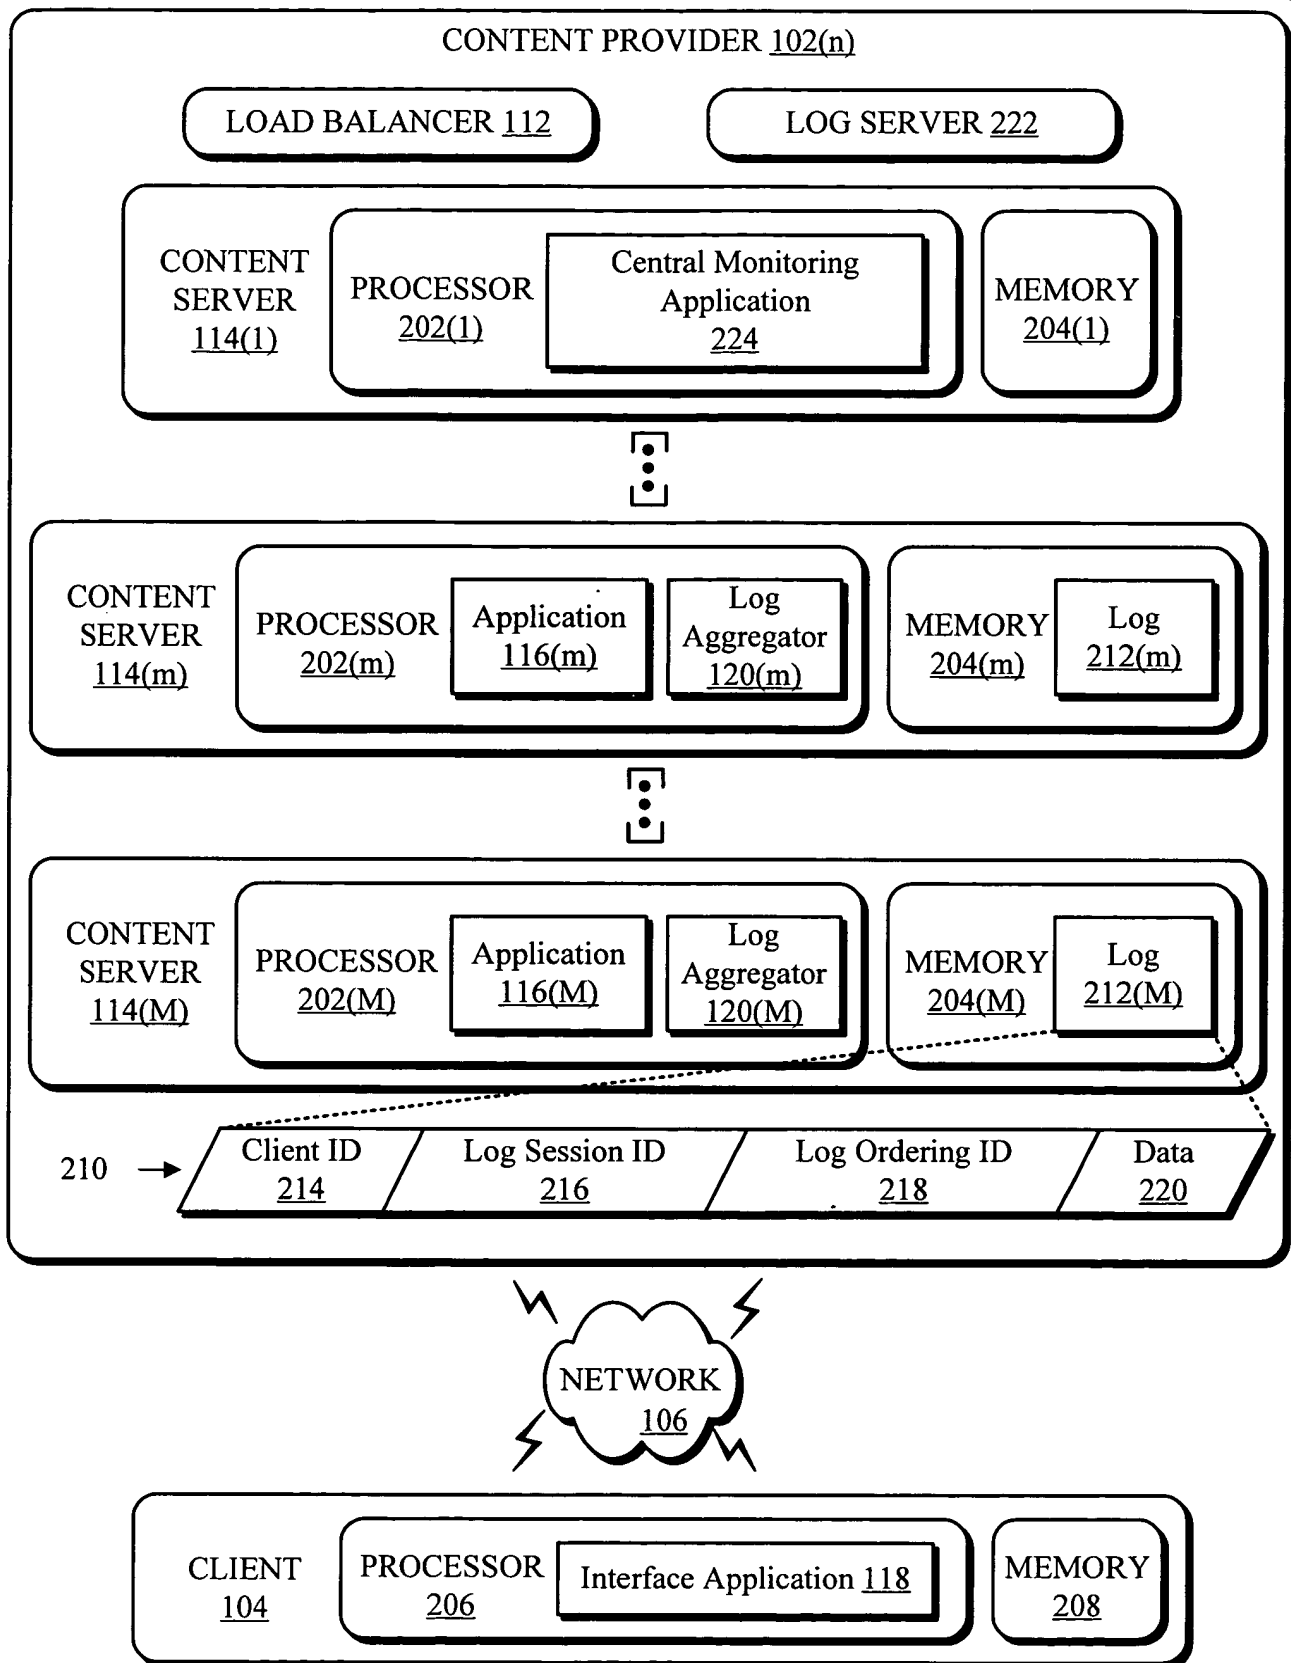 CONTENT PROVIDER 102(n)
LOAD BALANCER 112
LOG SERVER 222
CONTENT
SERVER
114(1)
PROCESSOR
202(1)
Central Monitoring
Application
224
MEMORY
204(1)
CONTENT
SERVER
114(m)
PROCESSOR
202(m)
Application
116(m)
Log
Aggregator
120(m)
MEMORY
204(m)
Log
212(m)
CONTENT
SERVER
114(M)
PROCESSOR
202(M)
Application
116(M)
Log
Aggregator
120(M)
MEMORY
204(M)
Log
212(M)
210
Client ID
214
Log Session ID
216
Log Ordering ID
218
Data
220
NETWORK
106
CLIENT
104
PROCESSOR
206
Interface Application 118
MEMORY
208